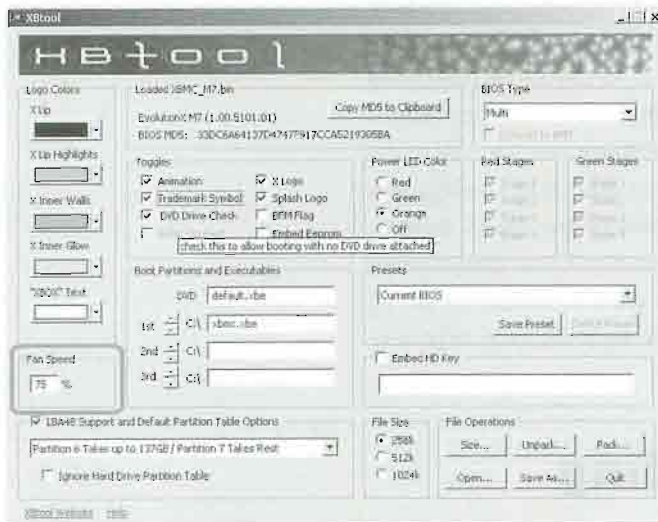 XBtool
XBtool
Logo Colors
X Lip
X Lip Highlights
X Inner Walls
X Inner Glow
"XBOX" Text
Fan Speed
75 %
Loaded XBMC_M7.bin
EvolutionX M7 (1.00.5101.01)
Copy MD5 to Clipboard
BIOS MD5:
BIOS Type
Multi
Toggles
Animation
X Logo
Trademark Symbol
Splash Logo
DVD Drive Check
BFM Flag
Embed Eeprom
check this to allow booting with no DVD drive attached
Power LED Color
Red
Green
Orange
Off
Red Stages
Green Stages
Boot Partitions and Executables
DVD default.xbe
1st C:\ xbmc.xbe
2nd C:\
3rd C:\
Presets
Current BIOS
Save Preset
Embed HD Key
LBA48 Support and Default Partition Table Options
Partition 6 Takes up to 137GB / Partition 7 Takes Rest
Ignore Hard Drive Partition Table
File Size
256k
512k
1024k
File Operations
Size... Unpack... Pack...
Open... Save As... Quit
XBtool Website Help